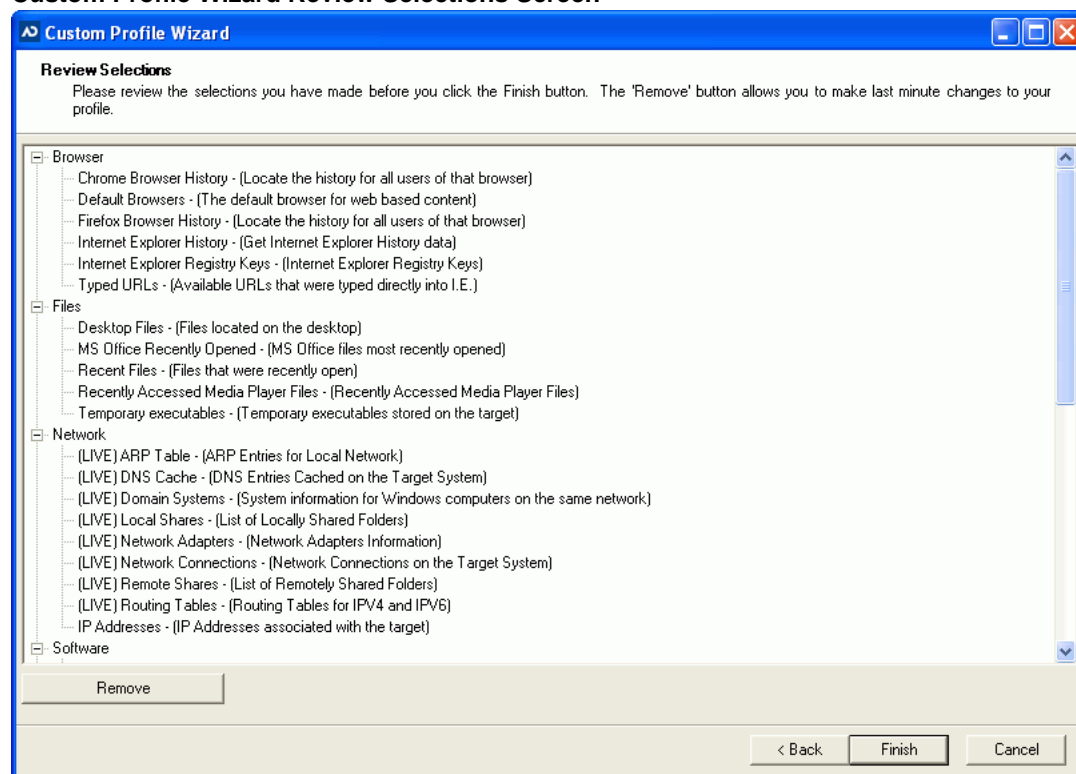 Custom Profile Wizard Review Selections Screen
Custom Profile Wizard
Review Selections
Please review the selections you have made before you click the Finish button. The 'Remove' button allows you to make last minute changes to your
profile.
Browser
Chrome Browser History - (Locate the history for all users of that browser)
Default Browsers - (The default browser for web based content)
Firefox Browser History - (Locate the history for all users of that browser)
Internet Explorer History - (Get Internet Explorer History data)
Internet Explorer Registry Keys - (Internet Explorer Registry Keys)
Typed URLs - (Available URLs that were typed directly into I.E.)
Files
Desktop Files - (Files located on the desktop)
MS Office Recently Opened - (MS Office files most recently opened)
Recent Files - (Files that were recently open)
Recently Accessed Media Player Files - (Recently Accessed Media Player Files)
Temporary executables - (Temporary executables stored on the target)
Network
(LIVE) ARP Table - (ARP Entries for Local Network)
(LIVE) DNS Cache - (DNS Entries Cached on the Target System)
(LIVE) Domain Systems - (System information for Windows computers on the same network)
(LIVE) Local Shares - (List of Locally Shared Folders)
(LIVE) Network Adapters - (Network Adapters Information)
(LIVE) Network Connections - (Network Connections on the Target System)
(LIVE) Remote Shares - (List of Remotely Shared Folders)
(LIVE) Routing Tables - (Routing Tables for IPV4 and IPV6)
IP Addresses - (IP Addresses associated with the target)
Software
Remove
< Back Finish Cancel